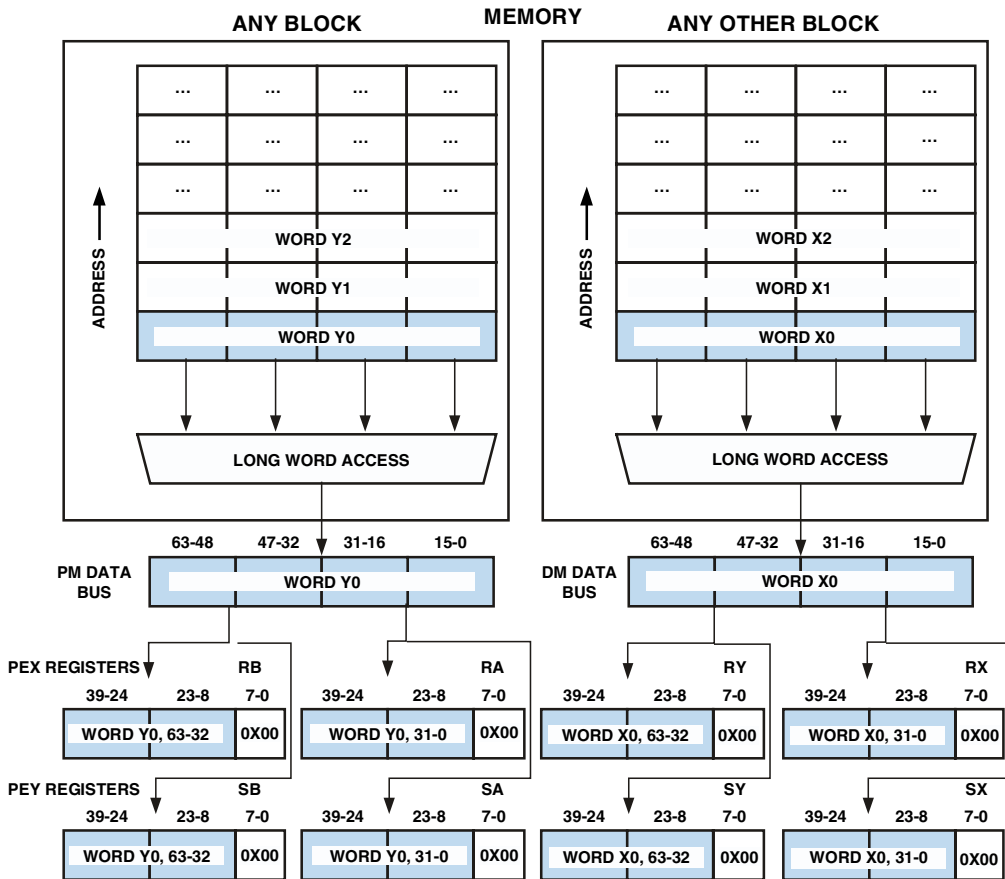 MEMORY
ANY BLOCK ANY OTHER BLOCK
... ... ... ... ... ... ... ...
... ... ... ... ... ... ... ...
... ... ... ... ... ... ... ...
ADDRESS ADDRESS
WORD Y2 WORD X2
WORD Y1 WORD X1
WORD Y0 WORD X0
LONG WORD ACCESS LONG WORD ACCESS
63-48 47-32 31-16 15-0 63-48 47-32 31-16 15-0
PM DATA BUS WORD Y0 DM DATA BUS WORD X0
PEX REGISTERS RB RA RY RX
39-24 23-8 7-0 39-24 23-8 7-0 39-24 23-8 7-0 39-24 23-8 7-0
WORD Y0, 63-32 0X00 WORD Y0, 31-0 0X00 WORD X0, 63-32 0X00 WORD X0, 31-0 0X00
PEY REGISTERS SB SA SY SX
39-24 23-8 7-0 39-24 23-8 7-0 39-24 23-8 7-0 39-24 23-8 7-0
WORD Y0, 63-32 0X00 WORD Y0, 31-0 0X00 WORD X0, 63-32 0X00 WORD X0, 31-0 0X00